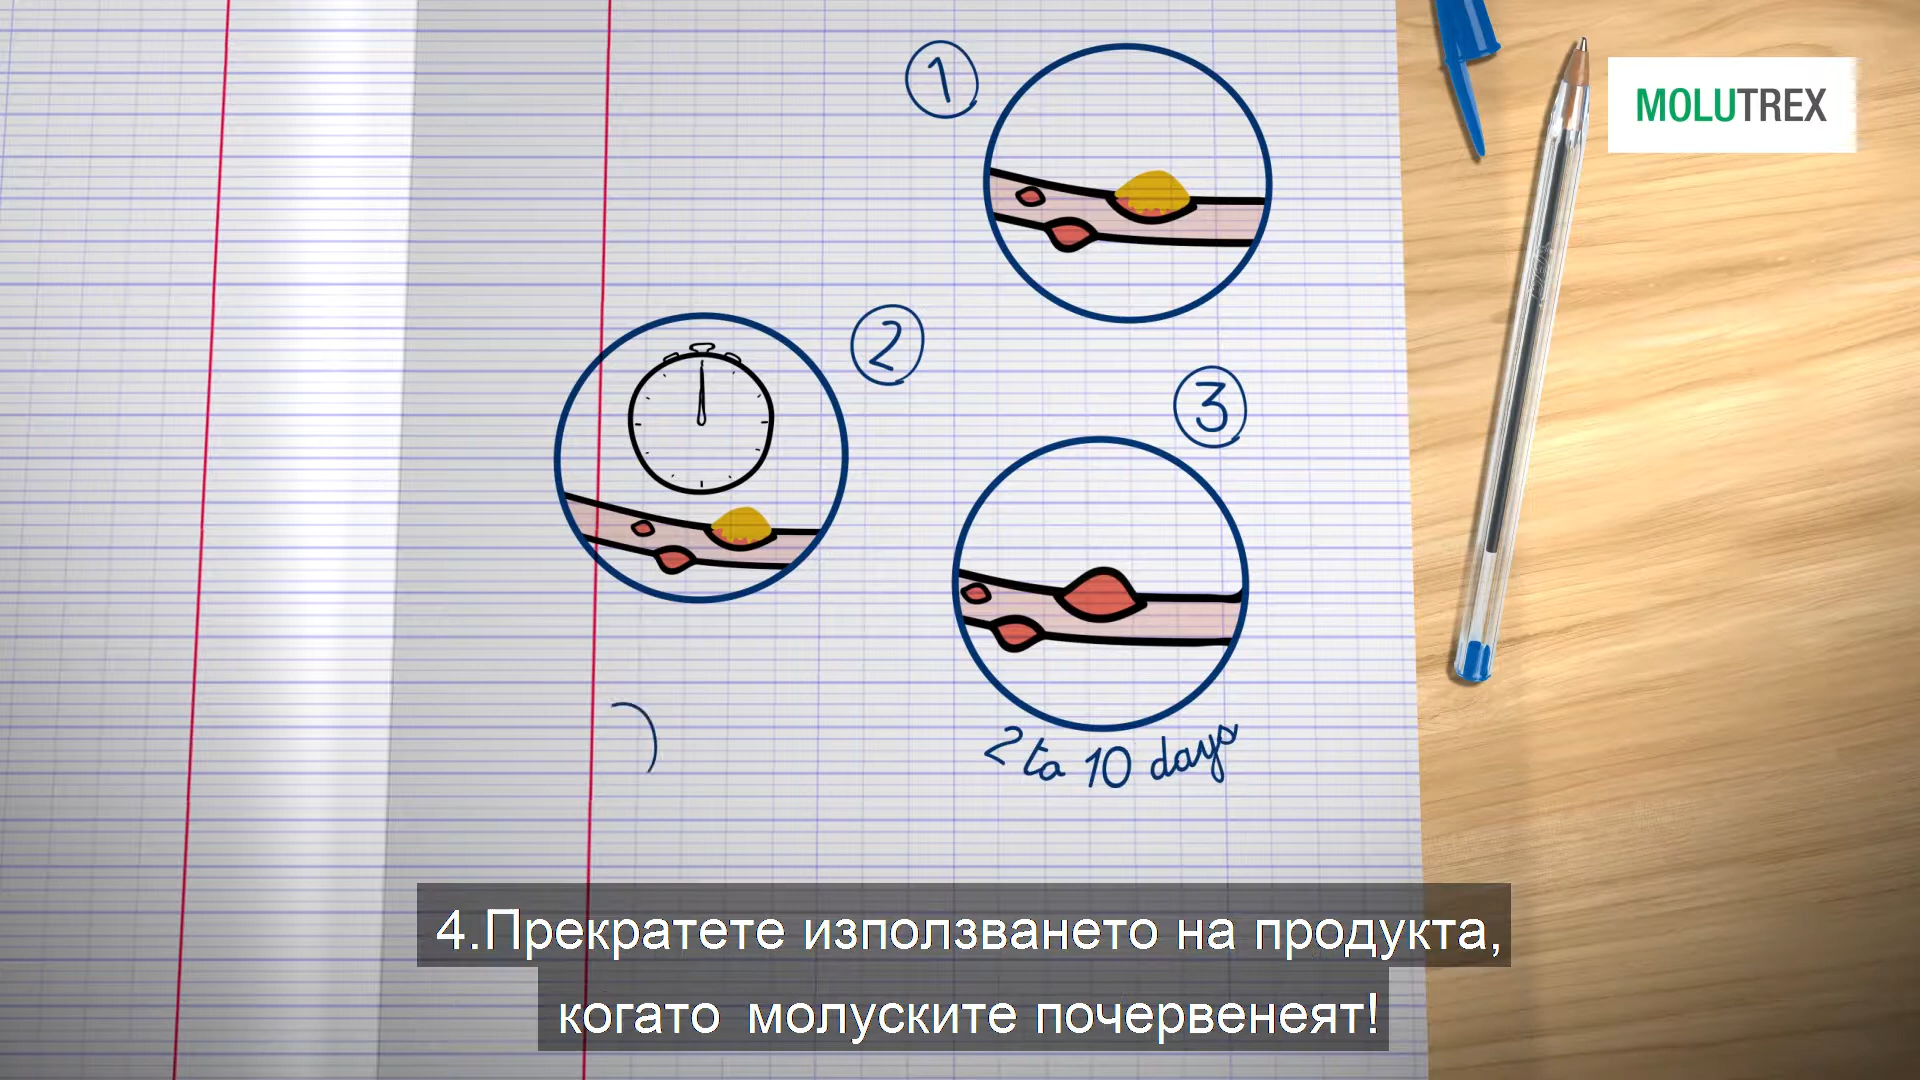 MOLUTREX
1
2
3
2 to 10 days
4.Прекратете използването на продукта,
когато молуските почервенеят!